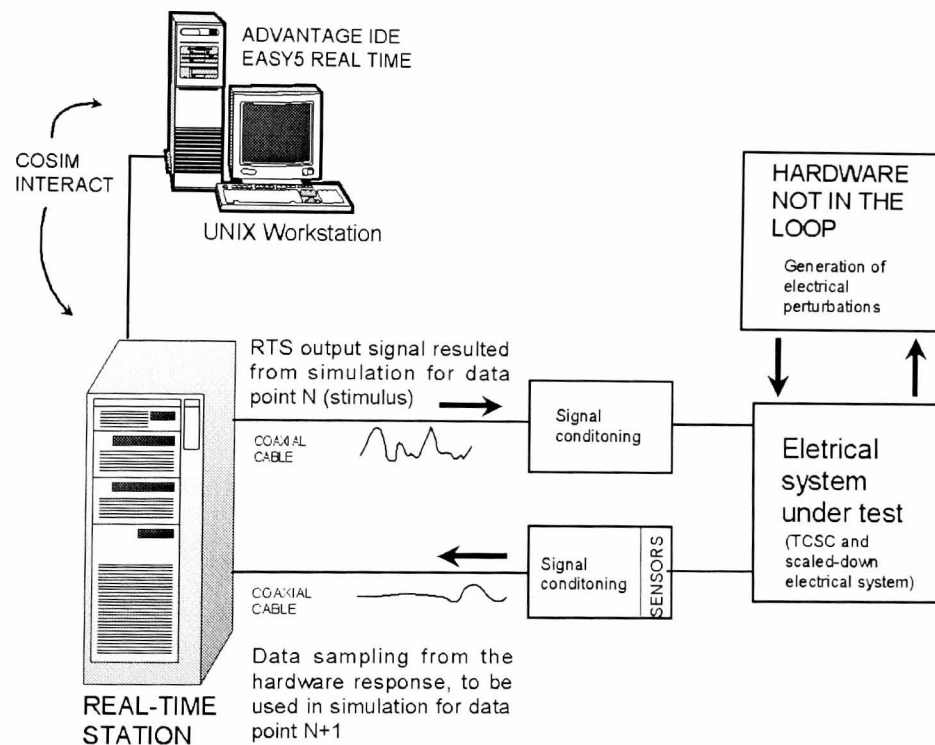 ADVANTAGE IDE
EASY5 REAL TIME
COSIM
INTERACT
UNIX Workstation
HARDWARE
NOT IN THE
LOOP
Generation of
electrical
perturbations
RTS output signal resulted
from simulation for data
point N (stimulus)
COAXIAL
CABLE
Signal
conditoning
Eletrical
system
under test
(TCSC and
scaled-down
electrical system)
Signal
conditioning
SENSORS
COAXIAL
CABLE
Data sampling from the
hardware response, to be
used in simulation for data
point N+1
REAL-TIME
STATION